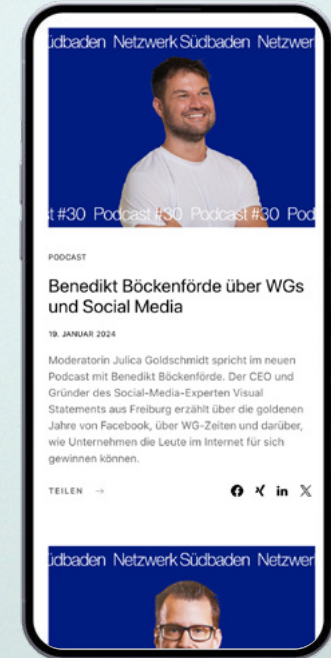 üdbaden Netzwerk Südbaden Netzwer
t #30 Podcast #30 Podcast #30 Pod
PODCAST
Benedikt Böckenförde über WGs
und Social Media
19. JANUAR 2024
Moderatorin Julica Goldschmidt spricht im neuen
Podcast mit Benedikt Böckenförde. Der CEO und
Gründer des Social-Media-Experten Visual
Statements aus Freiburg erzählt über die goldenen
Jahre von Facebook, über WG-Zeiten und darüber,
wie Unternehmen die Leute im Internet für sich
gewinnen können.
TEILEN →
üdbaden Netzwerk Südbaden Netzwer